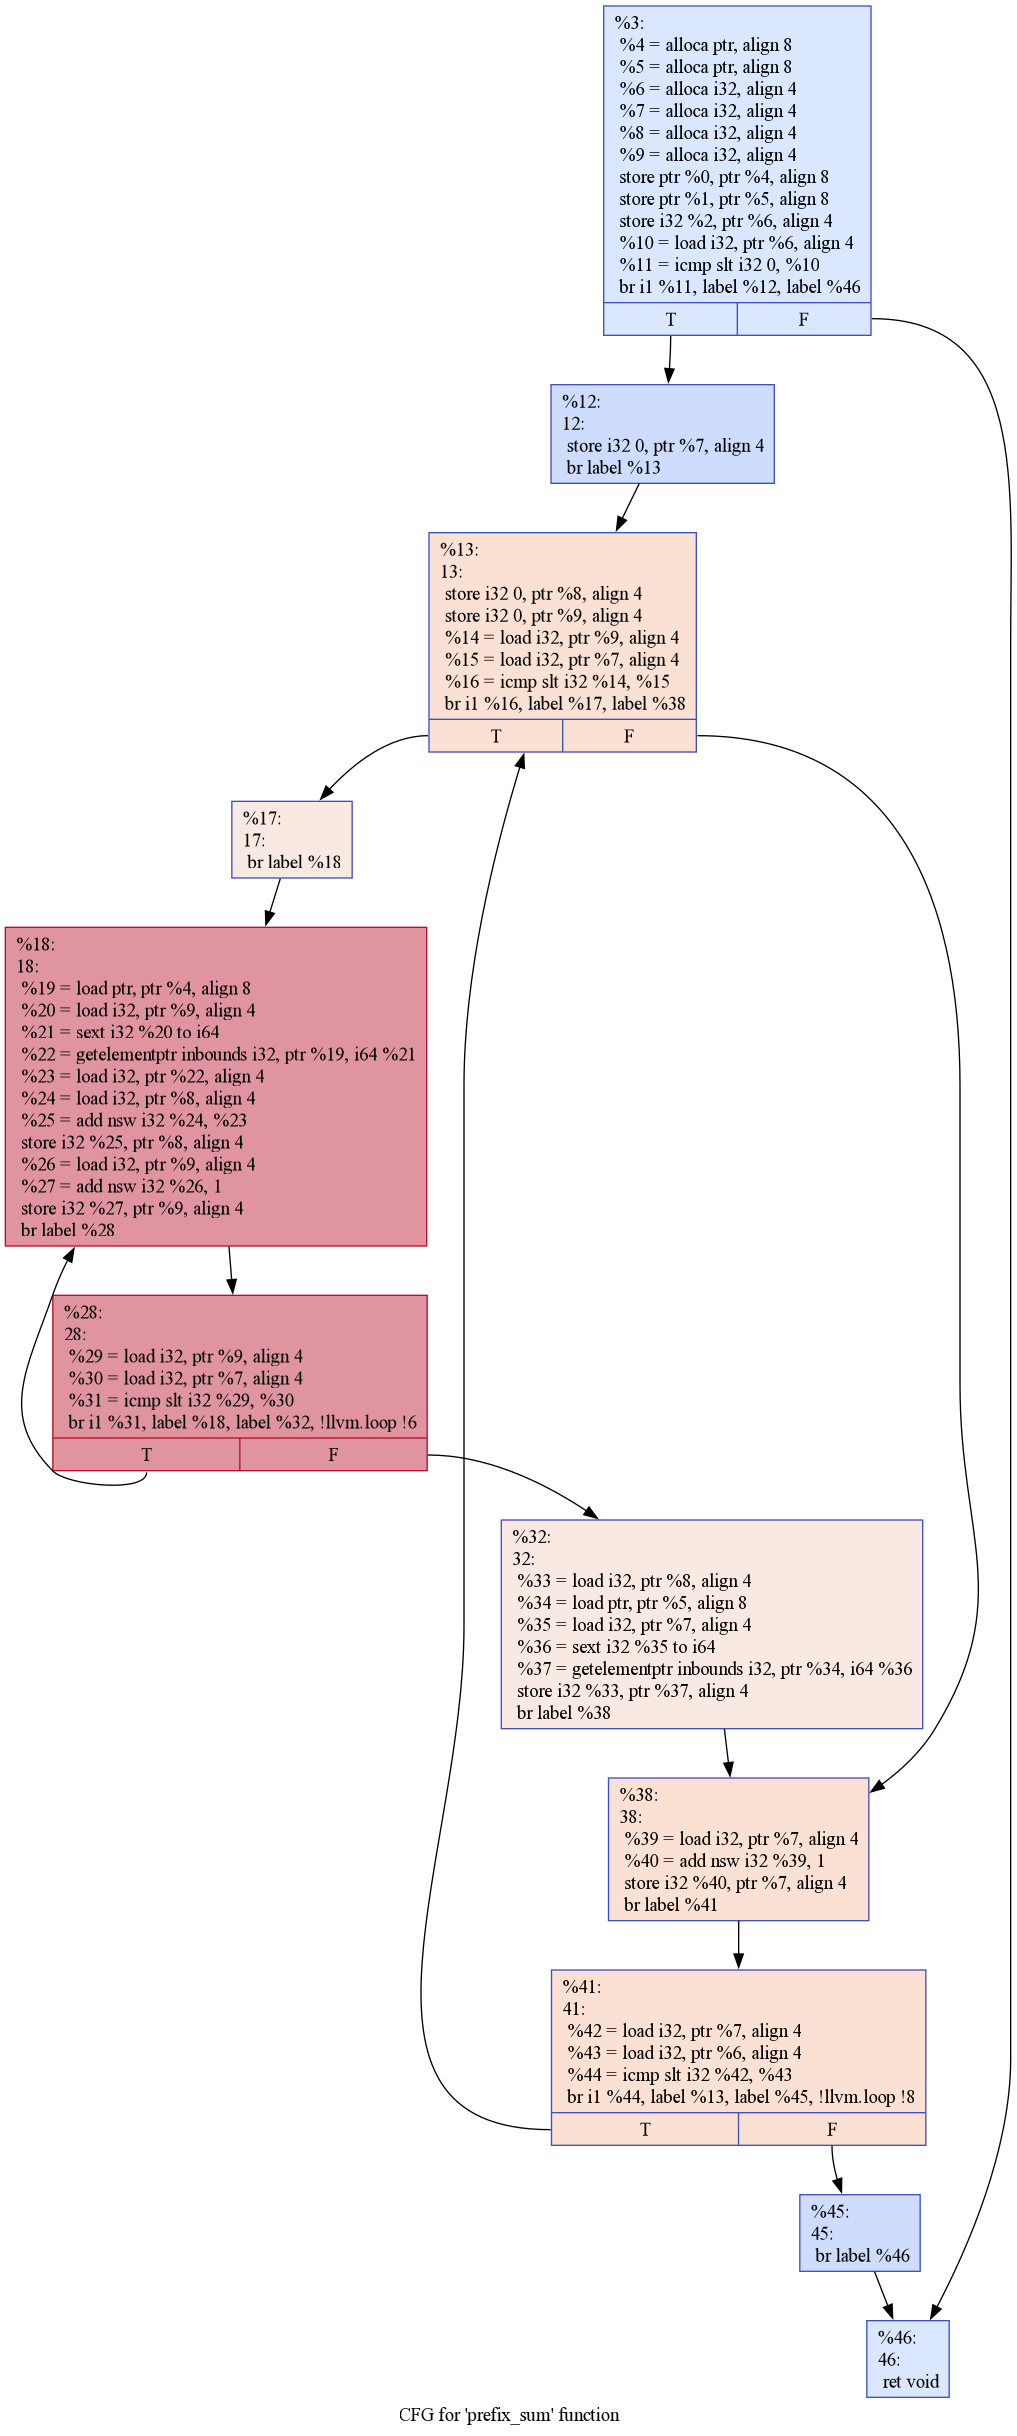 %3:
%4 = alloca ptr, align 8
%5 = alloca ptr, align 8
%6 = alloca i32, align 4
%7 = alloca i32, align 4
%8 = alloca i32, align 4
%9 = alloca i32, align 4
store ptr %0, ptr %4, align 8
store ptr %1, ptr %5, align 8
store i32 %2, ptr %6, align 4
%10 = load i32, ptr %6, align 4
%11 = icmp slt i32 0, %10
br i1 %11, label %12, label %46
T F
%12:
12:
store i32 0, ptr %7, align 4
br label %13
%13:
13:
store i32 0, ptr %8, align 4
store i32 0, ptr %9, align 4
%14 = load i32, ptr %9, align 4
%15 = load i32, ptr %7, align 4
%16 = icmp slt i32 %14, %15
br i1 %16, label %17, label %38
T F
%17:
17:
br label %18
%18:
18:
%19 = load ptr, ptr %4, align 8
%20 = load i32, ptr %9, align 4
%21 = sext i32 %20 to i64
%22 = getelementptr inbounds i32, ptr %19, i64 %21
%23 = load i32, ptr %22, align 4
%24 = load i32, ptr %8, align 4
%25 = add nsw i32 %24, %23
store i32 %25, ptr %8, align 4
%26 = load i32, ptr %9, align 4
%27 = add nsw i32 %26, 1
store i32 %27, ptr %9, align 4
br label %28
%28:
28:
%29 = load i32, ptr %9, align 4
%30 = load i32, ptr %7, align 4
%31 = icmp slt i32 %29, %30
br i1 %31, label %18, label %32, !llvm.loop !6
T F
%32:
32:
%33 = load i32, ptr %8, align 4
%34 = load ptr, ptr %5, align 8
%35 = load i32, ptr %7, align 4
%36 = sext i32 %35 to i64
%37 = getelementptr inbounds i32, ptr %34, i64 %36
store i32 %33, ptr %37, align 4
br label %38
%38:
38:
%39 = load i32, ptr %7, align 4
%40 = add nsw i32 %39, 1
store i32 %40, ptr %7, align 4
br label %41
%41:
41:
%42 = load i32, ptr %7, align 4
%43 = load i32, ptr %6, align 4
%44 = icmp slt i32 %42, %43
br i1 %44, label %13, label %45, !llvm.loop !8
T F
%45:
45:
br label %46
%46:
46:
ret void
CFG for 'prefix_sum' function